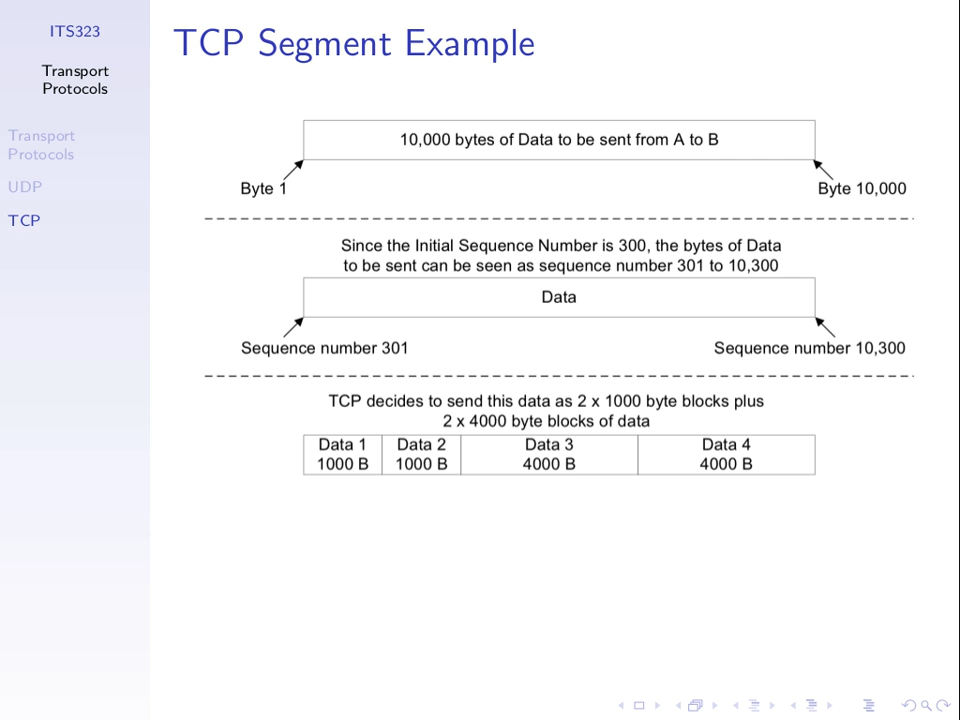 ITS323
Transport
Protocols
Transport
Protocols
UDP
TCP
TCP Segment Example
10,000 bytes of Data to be sent from A to B
Byte 1
Byte 10,000
Since the Initial Sequence Number is 300, the bytes of Data
to be sent can be seen as sequence number 301 to 10,300
Data
Sequence number 301
Sequence number 10,300
TCP decides to send this data as 2 x 1000 byte blocks plus
2 x 4000 byte blocks of data
Data 1
1000 B
Data 2
1000 B
Data 3
4000 B
Data 4
4000 B